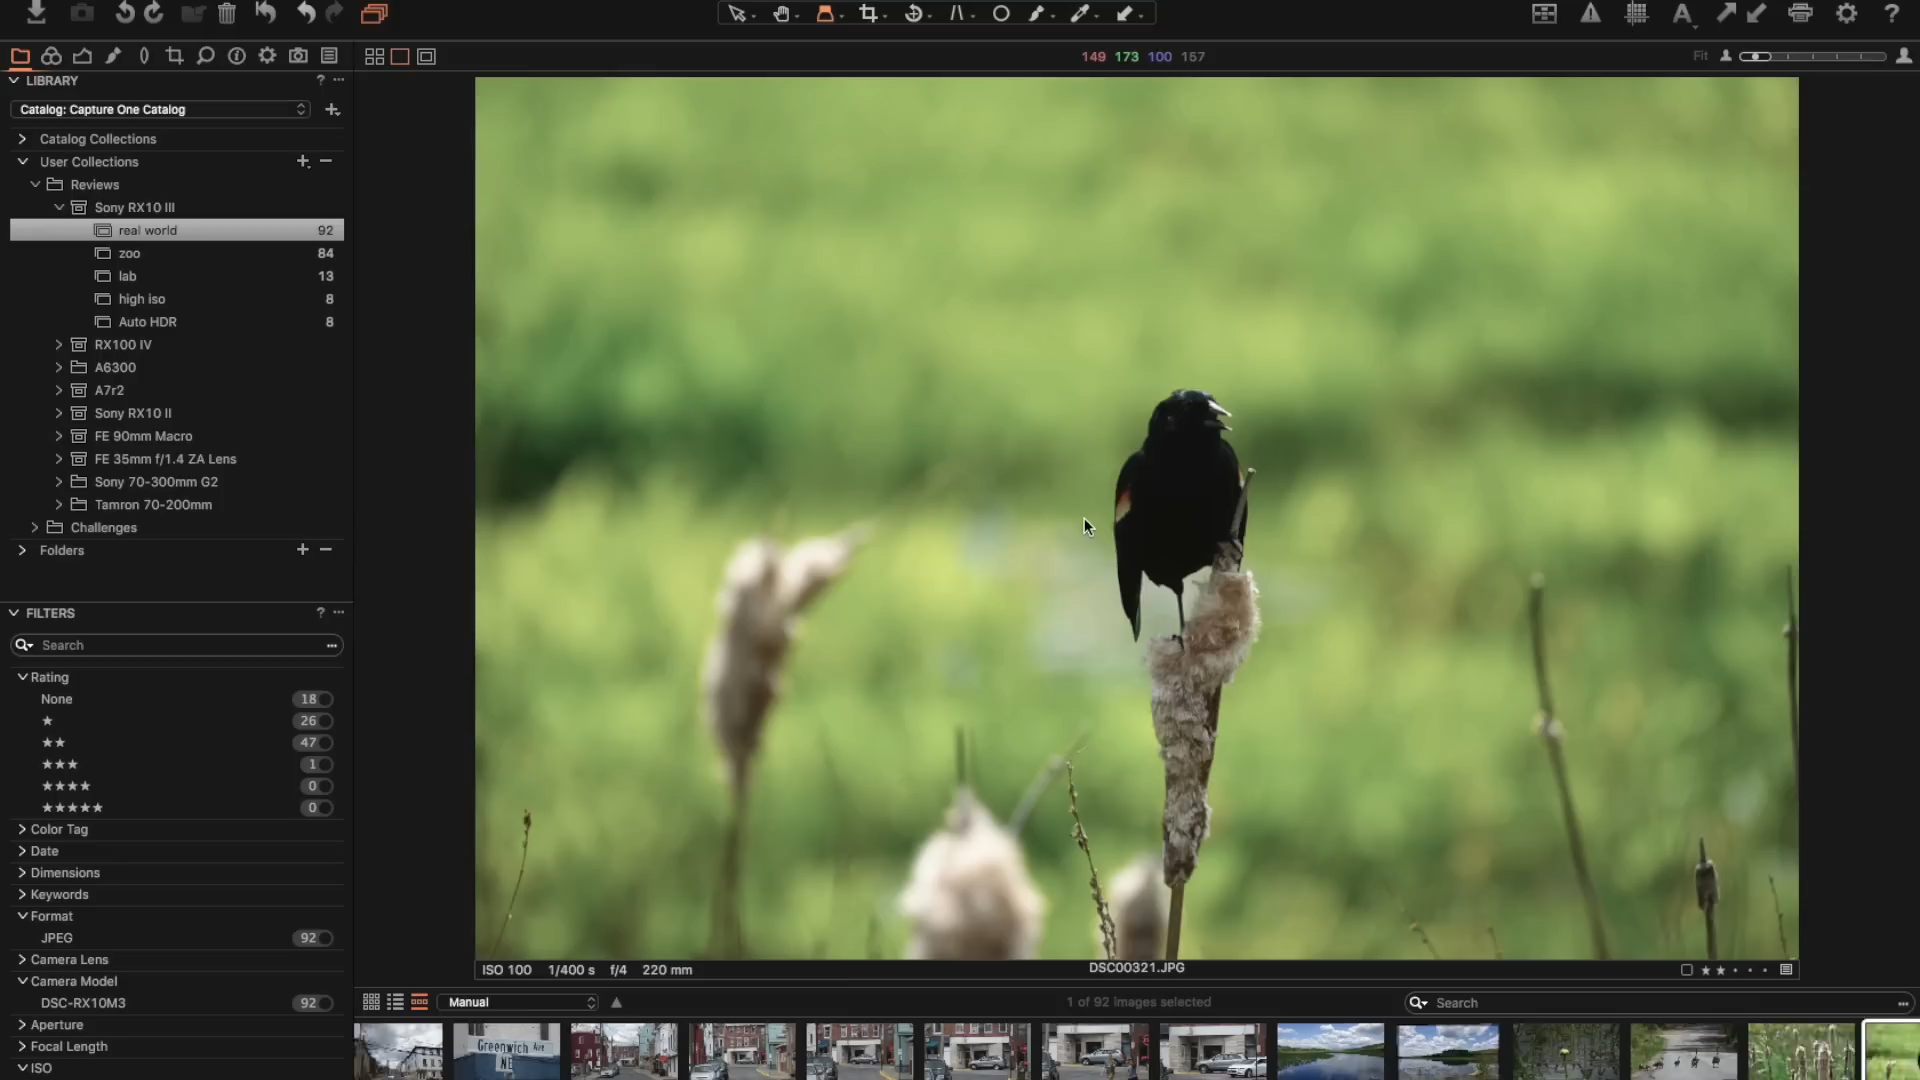 149 173 100 157
Fit
LIBRARY
? ...
Catalog: Capture One Catalog
Catalog Collections
User Collections
Reviews
Sony RX10 III
real world 92
zoo 84
lab 13
high iso 8
Auto HDR 8
RX100 IV
A6300
A7r2
Sony RX10 II
FE 90mm Macro
FE 35mm f/1.4 ZA Lens
Sony 70-300mm G2
Tamron 70-200mm
Challenges
Folders
FILTERS
? ...
Search
Rating
None 18
★ 26
★★ 47
★★★ 1
★★★★ 0
★★★★★ 0
Color Tag
Date
Dimensions
Keywords
Format
JPEG 92
Camera Lens
Camera Model
DSC-RX10M3 92
Aperture
Focal Length
ISO
ISO 100 1/400 s f/4 220 mm
DSC00321.JPG
Manual
1 of 92 images selected
Search
Greenwich Ave
NE